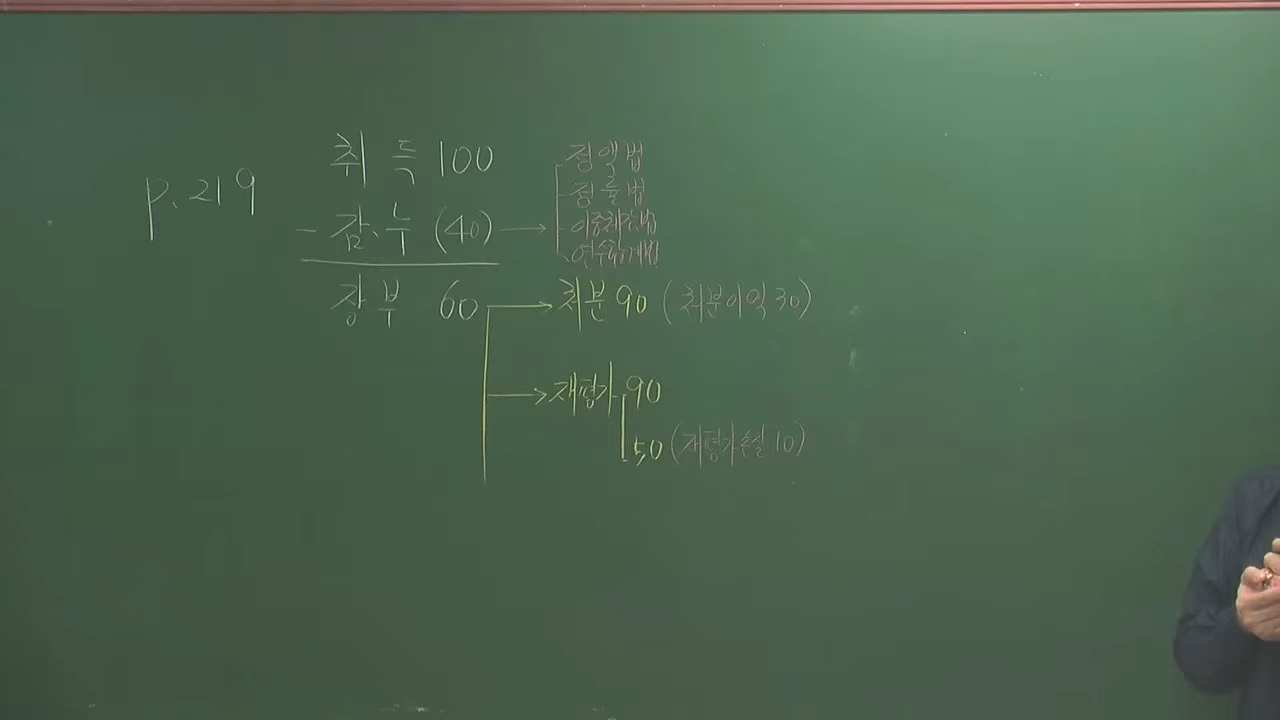 p. 219
취득 100
- 감.누 (40) → 정액법
정률법
이중체감법
연수합계법
장부 60 → 처분 90 (처분이익 30)
→ 재평가 90
50 (재평가손실 10)